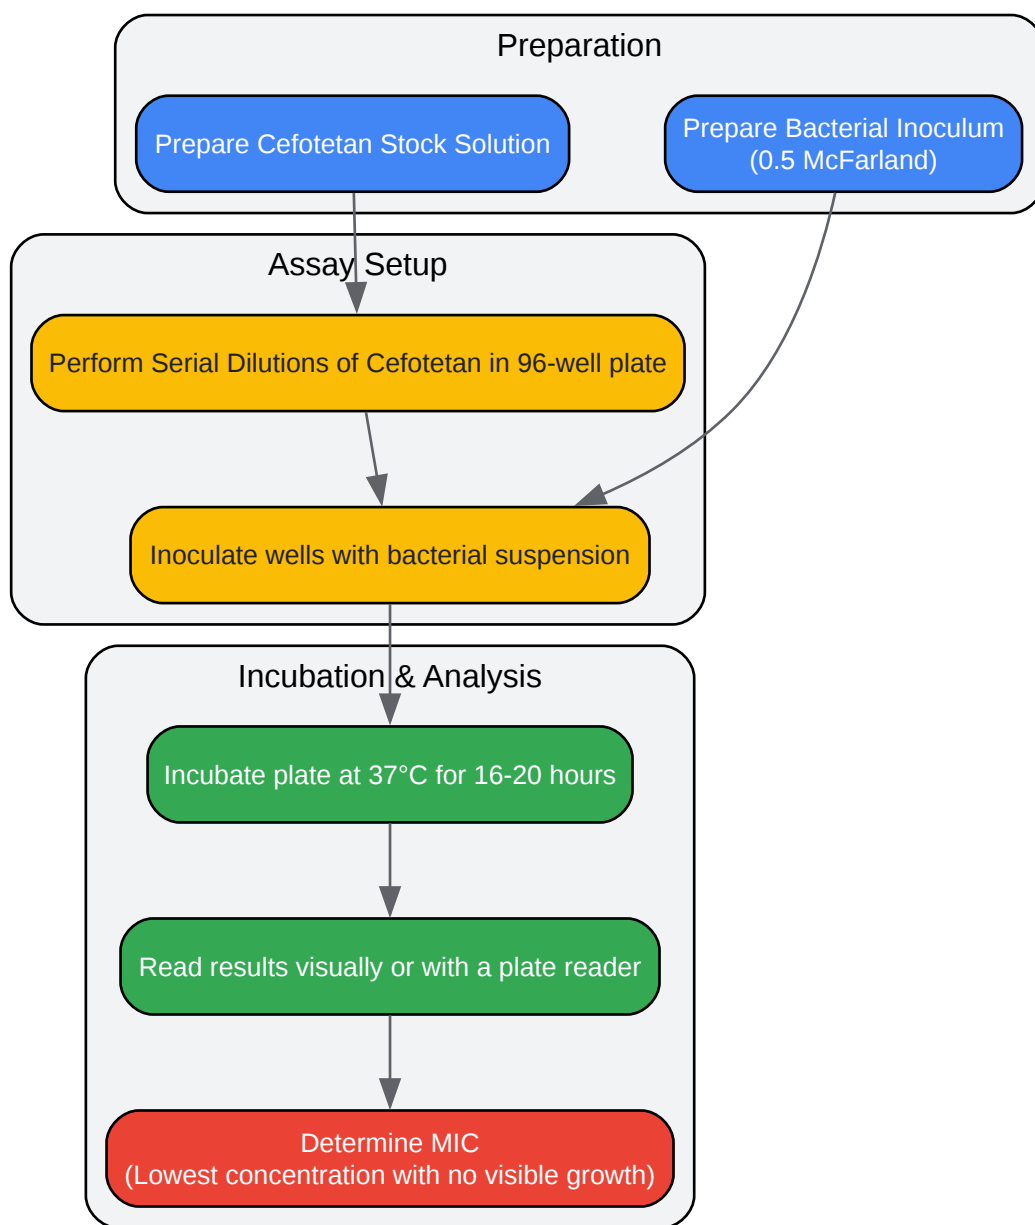 Preparation
Prepare Cefotetan Stock Solution
Prepare Bacterial Inoculum
(0.5 McFarland)
Assay Setup
Perform Serial Dilutions of Cefotetan in 96-well plate
Inoculate wells with bacterial suspension
Incubation & Analysis
Incubate plate at 37°C for 16-20 hours
Read results visually or with a plate reader
Determine MIC
(Lowest concentration with no visible growth)